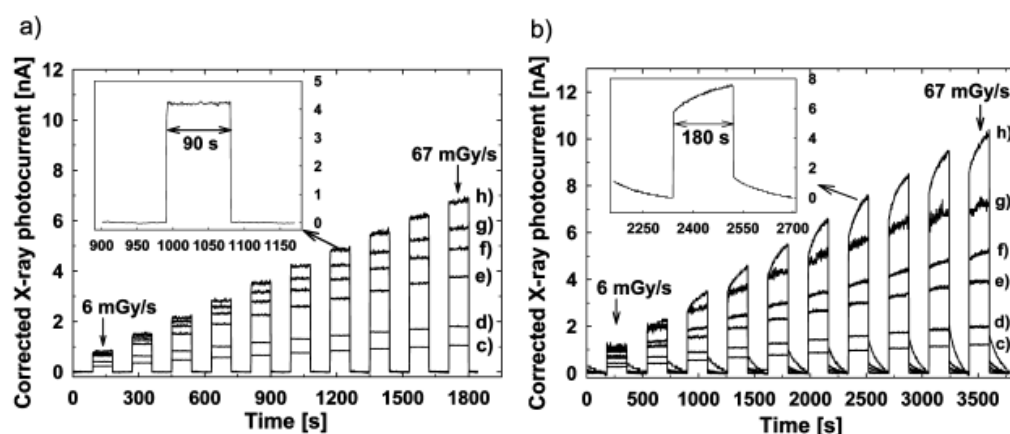 a)
Corrected X-ray photocurrent [nA]
12
10
8
6
4
2
0
5
4
3
2
1
0
90 s
900 1000 1050 1150
67 mGy/s
h)
g)
f)
e)
d)
c)
6 mGy/s
0 300 600 900 1200 1500 1800
Time [s]
b)
Corrected X-ray photocurrent [nA]
12
10
8
6
4
2
0
8
6
4
2
0
180 s
2250 2400 2550 2700
67 mGy/s
h)
g)
f)
e)
d)
c)
6 mGy/s
0 500 1000 1500 2000 2500 3000 3500
Time [s]